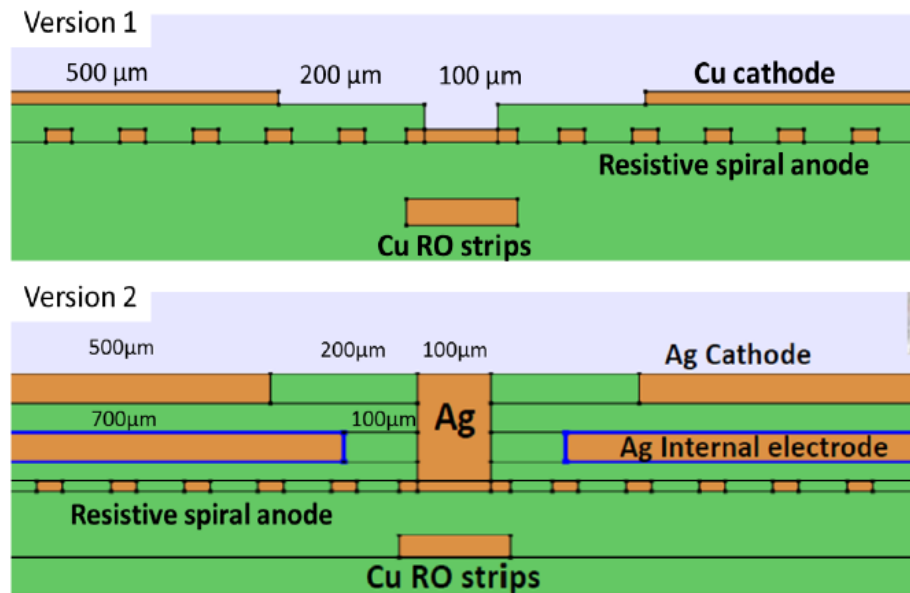 Version 1
500 μm 200 μm 100 μm Cu cathode
Resistive spiral anode
Cu RO strips
Version 2
500μm 200μm 100μm Ag Cathode
700μm 100μm Ag Ag Internal electrode
Resistive spiral anode
Cu RO strips